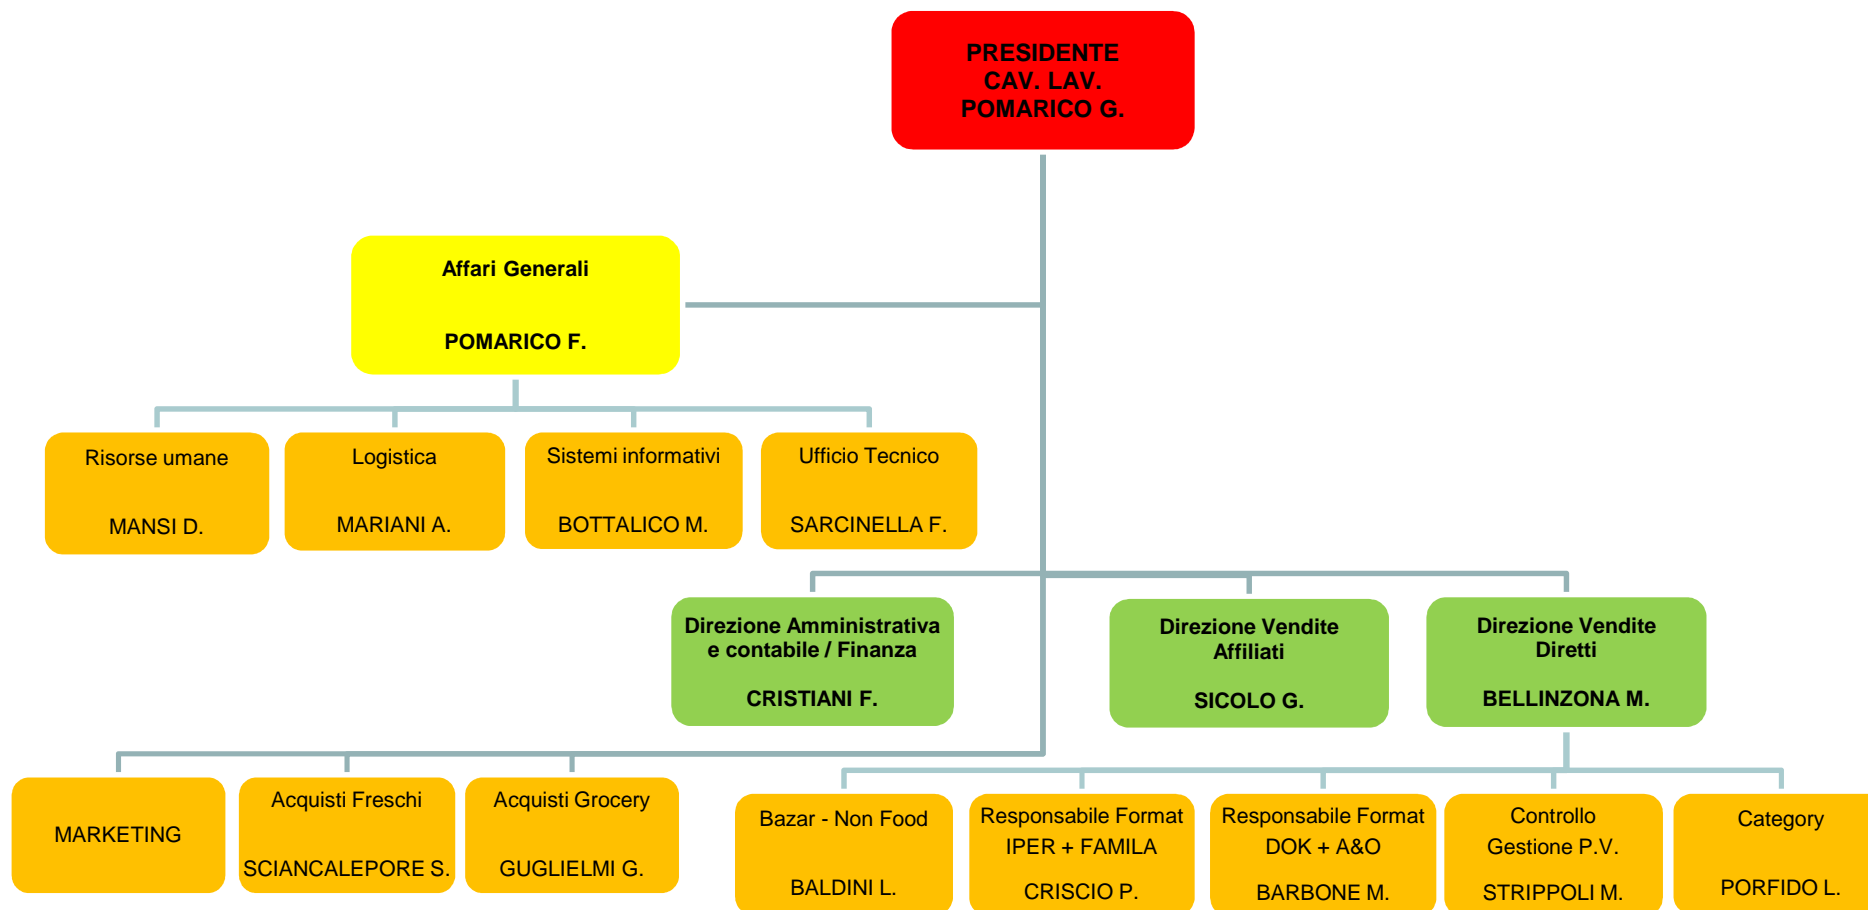 PRESIDENTE
CAV. LAV.
POMARICO G.
Affari Generali
POMARICO F.
Risorse umane
MANSI D.
Logistica
MARIANI A.
Sistemi informativi
BOTTALICO M.
Ufficio Tecnico
SARCINELLA F.
Direzione Amministrativa
e contabile / Finanza
CRISTIANI F.
Direzione Vendite
Affiliati
SICOLO G.
Direzione Vendite
Diretti
BELLINZONA M.
MARKETING
Acquisti Freschi
SCIANCALEPORE S.
Acquisti Grocery
GUGLIELMI G.
Bazar - Non Food
BALDINI L.
Responsabile Format
IPER + FAMILA
CRISCIO P.
Responsabile Format
DOK + A&O
BARBONE M.
Controllo
Gestione P.V.
STRIPPOLI M.
Category
PORFIDO L.